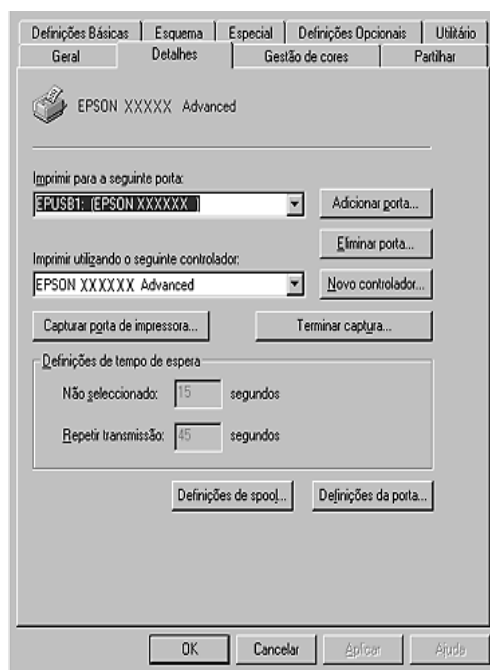 Definições Básicas Esquema Especial Definições Opcionais Utilitário
Geral Detalhes Gestão de cores Partilhar
EPSON XXXXX Advanced
Imprimir para a seguinte porta:
EPUSB1: (EPSON XXXXXX ) Adicionar porta...
Eliminar porta...
Imprimir utilizando o seguinte controlador:
EPSON XXXXXX Advanced Novo controlador...
Capturar porta de impressora... Terminar captura...
Definições de tempo de espera
Não seleccionado: 15 segundos
Repetir transmissão: 45 segundos
Definições de spool... Definições da porta...
OK Cancelar Aplicar Ajuda